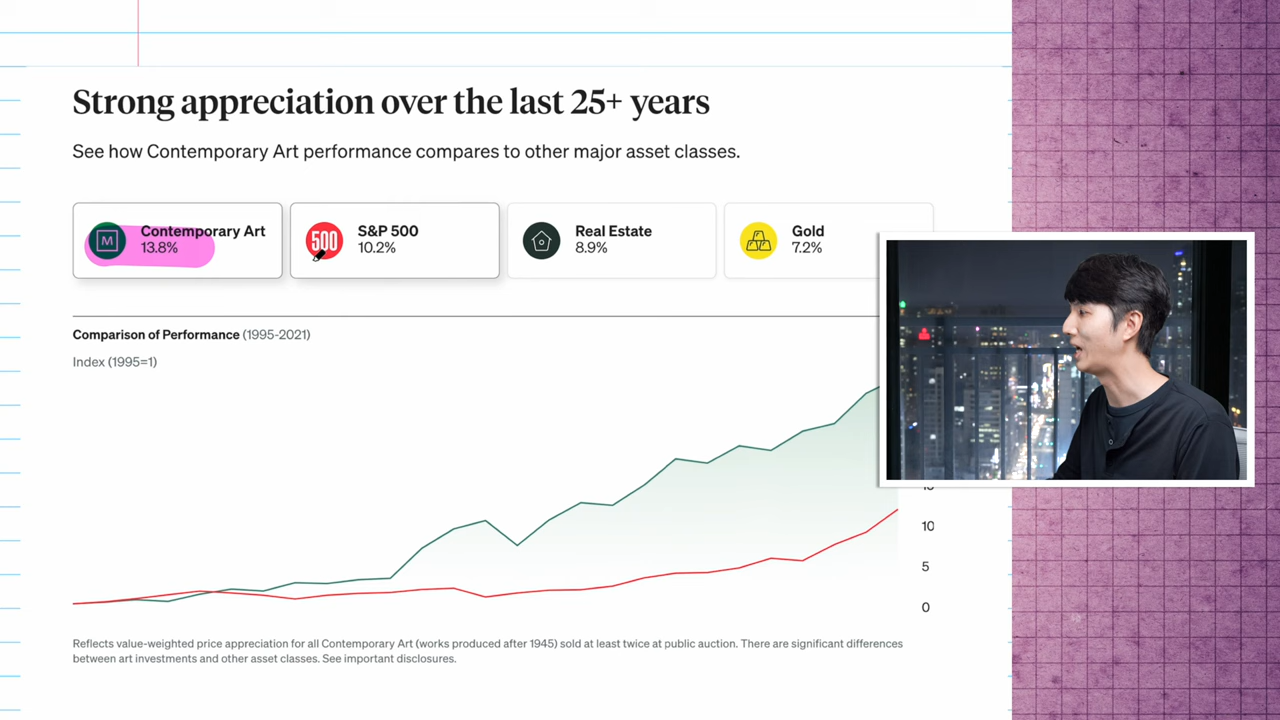 Strong appreciation over the last 25+ years
See how Contemporary Art performance compares to other major asset classes.
M
Contemporary Art
13.8%
500
S&P 500
10.2%
Real Estate
8.9%
Gold
7.2%
Comparison of Performance (1995-2021)
Index (1995=1)
10
5
0
Reflects value-weighted price appreciation for all Contemporary Art (works produced after 1945) sold at least twice at public auction. There are significant differences
between art investments and other asset classes. See important disclosures.